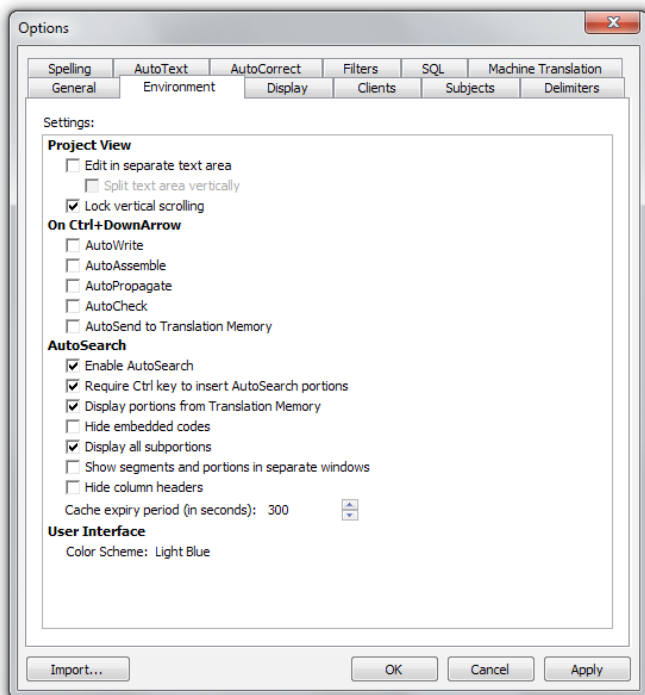 Options
Spelling AutoText AutoCorrect Filters SQL Machine Translation
General Environment Display Clients Subjects Delimiters
Settings:
Project View
Edit in separate text area
Split text area vertically
Lock vertical scrolling
On Ctrl+DownArrow
AutoWrite
AutoAssemble
AutoPropagate
AutoCheck
AutoSend to Translation Memory
AutoSearch
Enable AutoSearch
Require Ctrl key to insert AutoSearch portions
Display portions from Translation Memory
Hide embedded codes
Display all subportions
Show segments and portions in separate windows
Hide column headers
Cache expiry period (in seconds): 300
User Interface
Color Scheme: Light Blue
Import... OK Cancel Apply